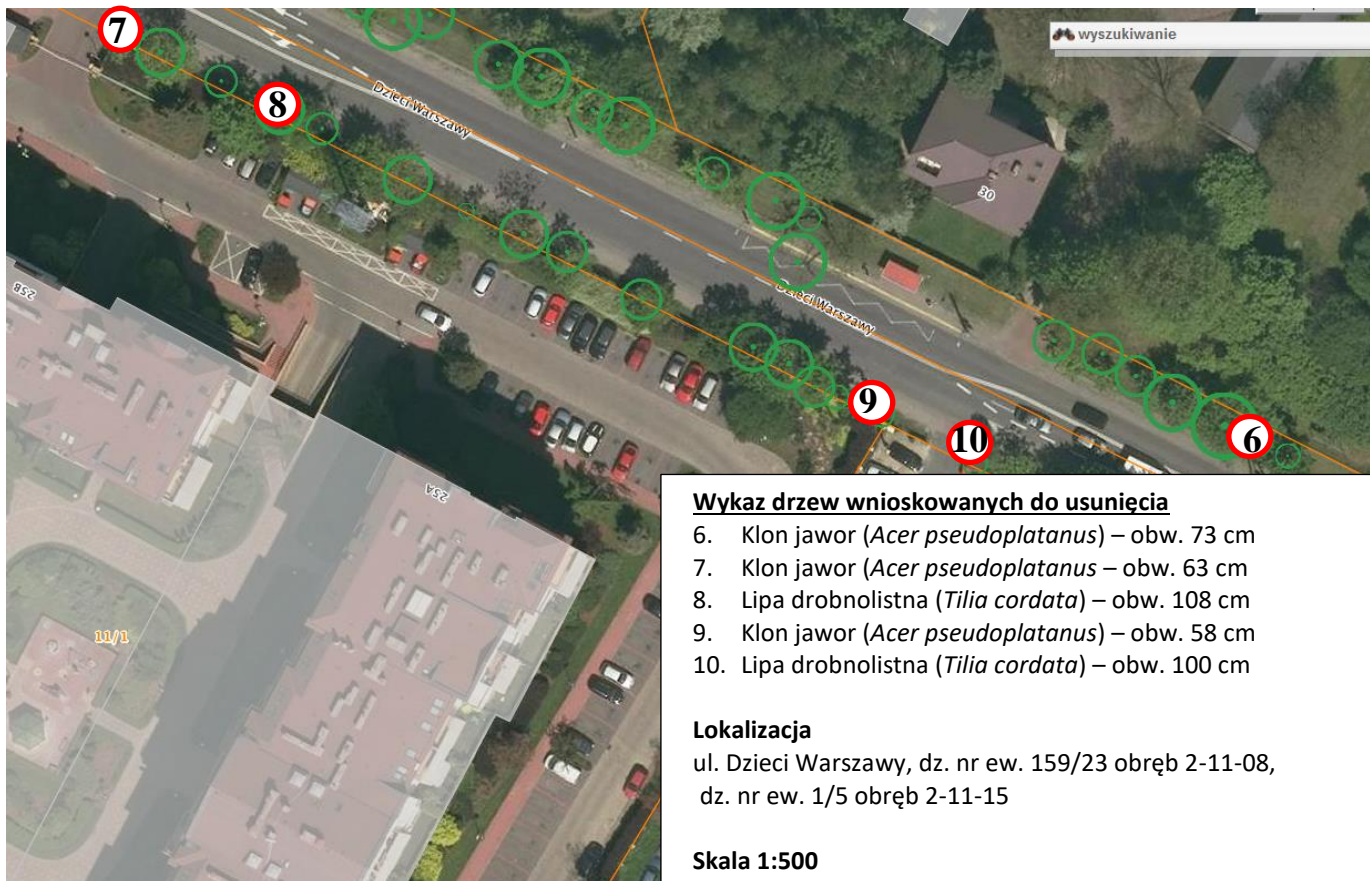 7
wyszukiwanie
8
Dzieci Warszawy
30
25B
Dzieci Warszawy
9
10
6
25A
11/1
Wykaz drzew wnioskowanych do usunięcia
6. Klon jawor (Acer pseudoplatanus) – obw. 73 cm
7. Klon jawor (Acer pseudoplatanus – obw. 63 cm
8. Lipa drobnolistna (Tilia cordata) – obw. 108 cm
9. Klon jawor (Acer pseudoplatanus) – obw. 58 cm
10. Lipa drobnolistna (Tilia cordata) – obw. 100 cm
Lokalizacja
ul. Dzieci Warszawy, dz. nr ew. 159/23 obręb 2-11-08,
dz. nr ew. 1/5 obręb 2-11-15
Skala 1:500